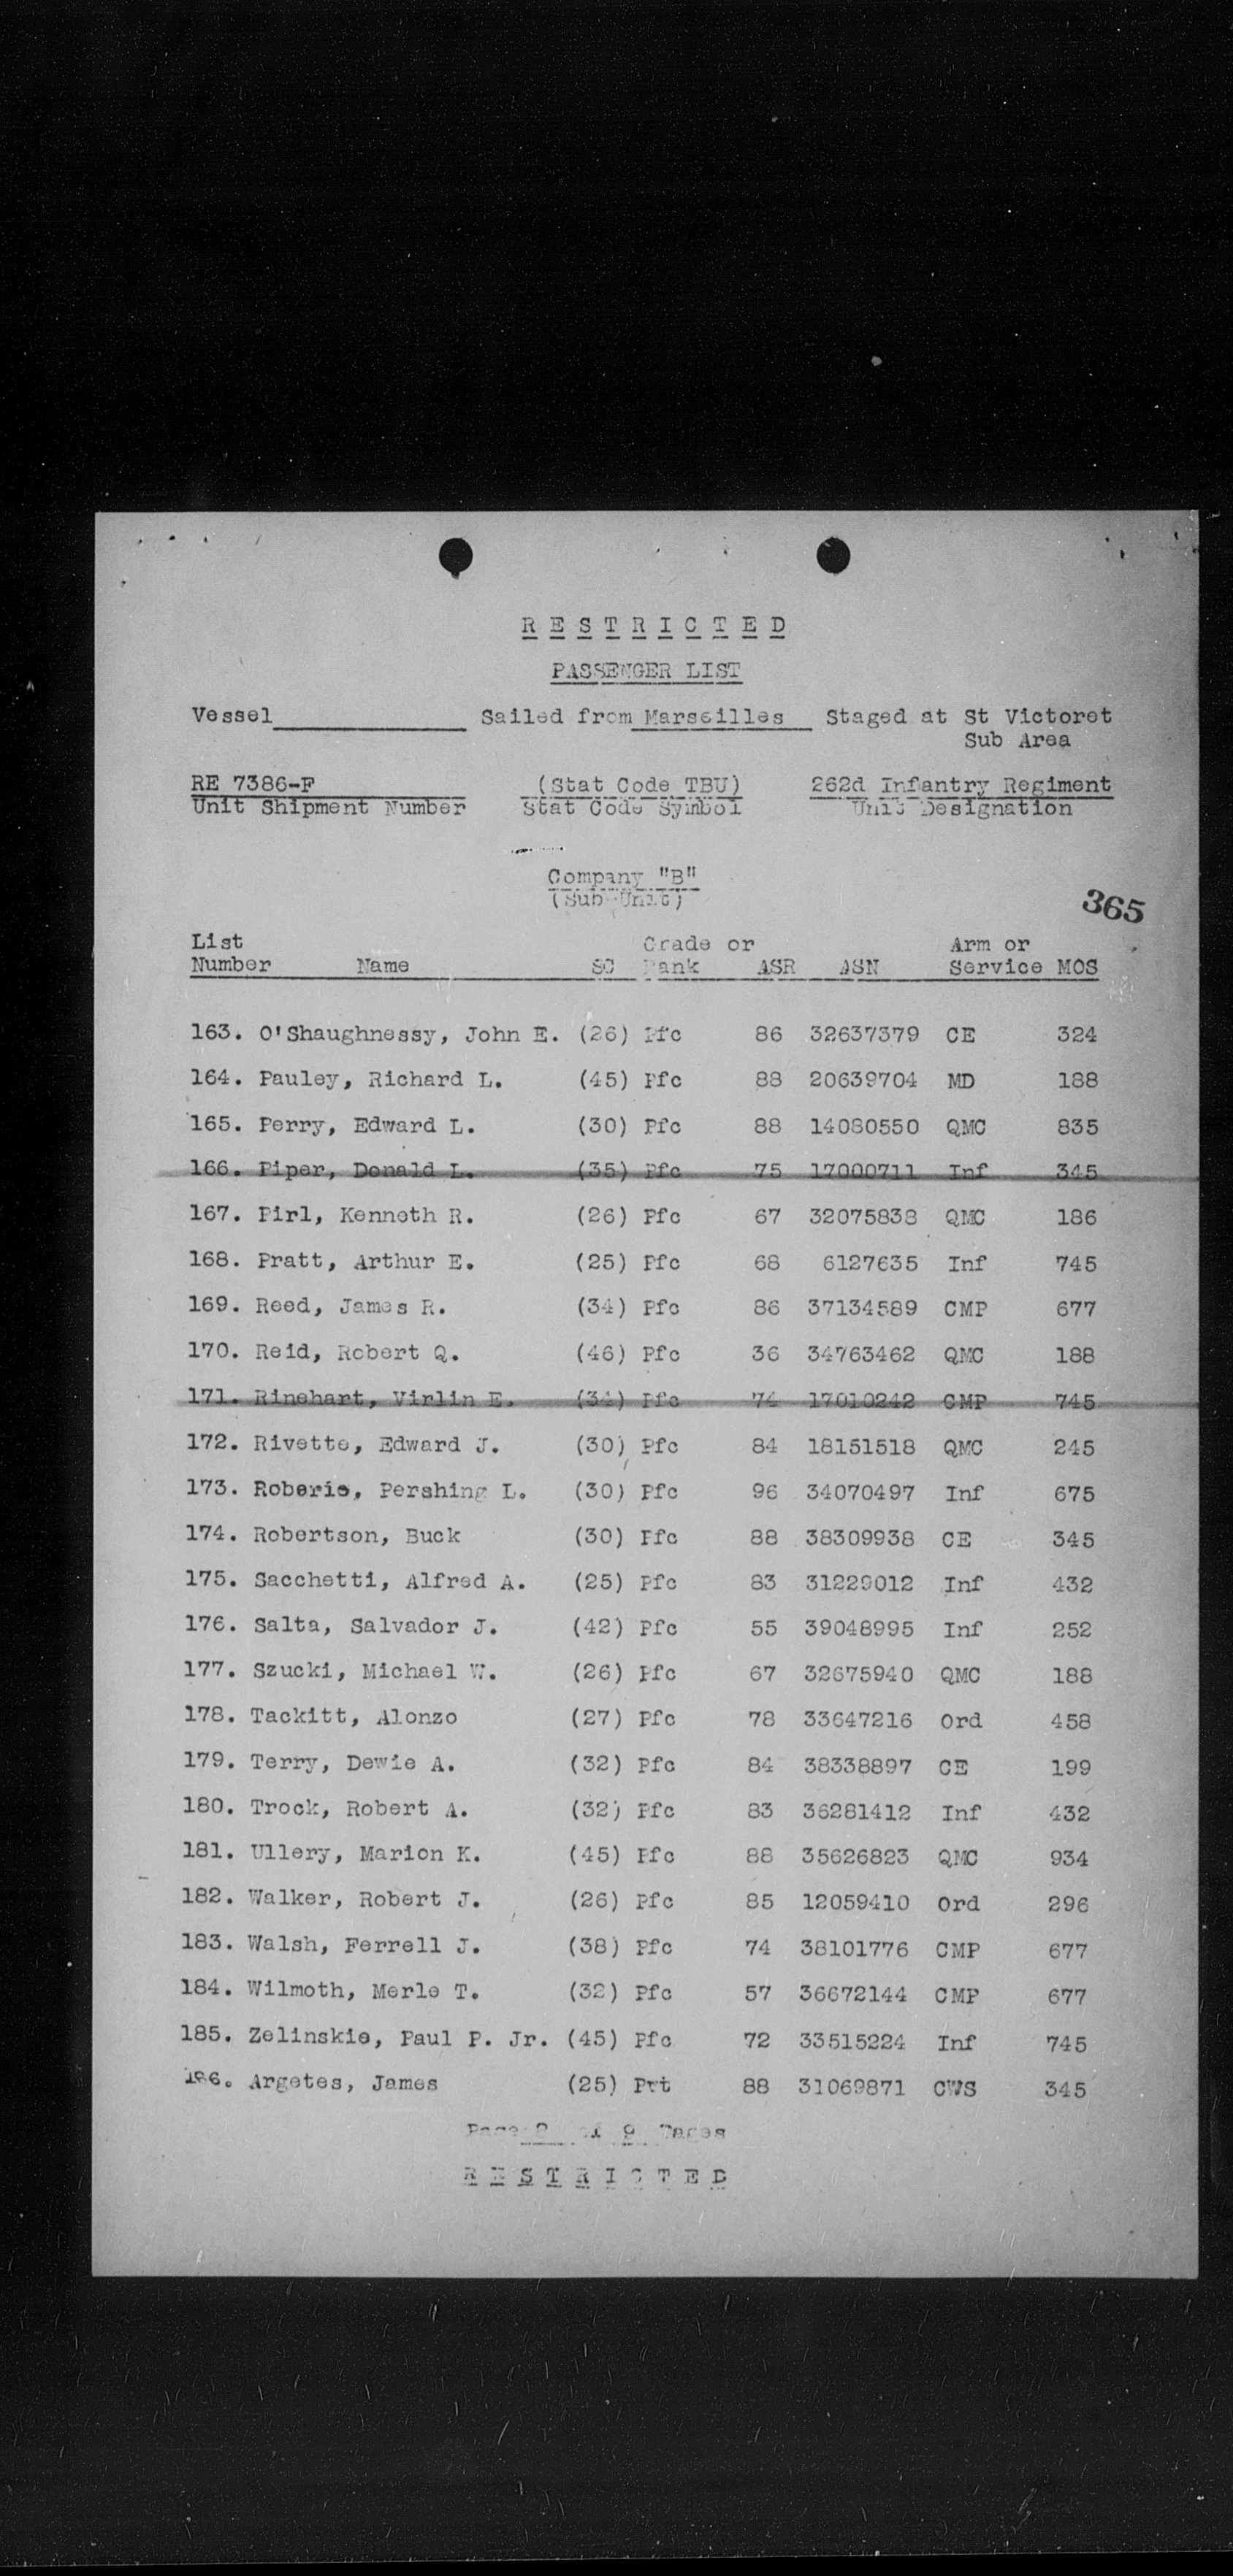 RESTRICTED
PASSENGER LIST
Vessel Sailed from Marseilles Staged at St Victoret
Sub Area
RE 7386-F (Stat Code TBU) 262d Infantry Regiment
Unit Shipment Number Stat Code Symbol Unit Designation
Company "B"
(Sub-Unit)
365
List Grade or Arm or
Number Name SC Rank ASR ASN Service MOS
163. O'Shaughnessy, John E. (26) Pfc 86 32637379 CE 324
164. Pauley, Richard L. (45) Pfc 88 20639704 MD 188
165. Perry, Edward L. (30) Pfc 88 14080550 QMC 835
166. Piper, Donald L. (35) Pfc 75 17000711 Inf 345
167. Pirl, Kenneth R. (26) Pfc 67 32075838 QMC 186
168. Pratt, Arthur E. (25) Pfc 68 6127635 Inf 745
169. Reed, James R. (34) Pfc 86 37134589 CMP 677
170. Reid, Robert Q. (46) Pfc 36 34763462 QMC 188
171. Rinehart, Virlin E. (34) Pfc 74 17010242 CMP 745
172. Rivette, Edward J. (30) Pfc 84 18151518 QMC 245
173. Roberie, Pershing L. (30) Pfc 96 34070497 Inf 675
174. Robertson, Buck (30) Pfc 88 38309938 CE 345
175. Sacchetti, Alfred A. (25) Pfc 83 31229012 Inf 432
176. Salta, Salvador J. (42) Pfc 55 39048995 Inf 252
177. Szucki, Michael W. (26) Pfc 67 32675940 QMC 188
178. Tackitt, Alonzo (27) Pfc 78 33647216 Ord 458
179. Terry, Dewie A. (32) Pfc 84 38338897 CE 199
180. Trock, Robert A. (32) Pfc 83 36281412 Inf 432
181. Ullery, Marion K. (45) Pfc 88 35626823 QMC 934
182. Walker, Robert J. (26) Pfc 85 12059410 Ord 296
183. Walsh, Ferrell J. (38) Pfc 74 38101776 CMP 677
184. Wilmoth, Merle T. (32) Pfc 57 36672144 CMP 677
185. Zelinskie, Paul P. Jr. (45) Pfc 72 33515224 Inf 745
186. Argetes, James (25) Pvt 88 31069871 CWS 345
Page of 9 Pages
RESTRICTED